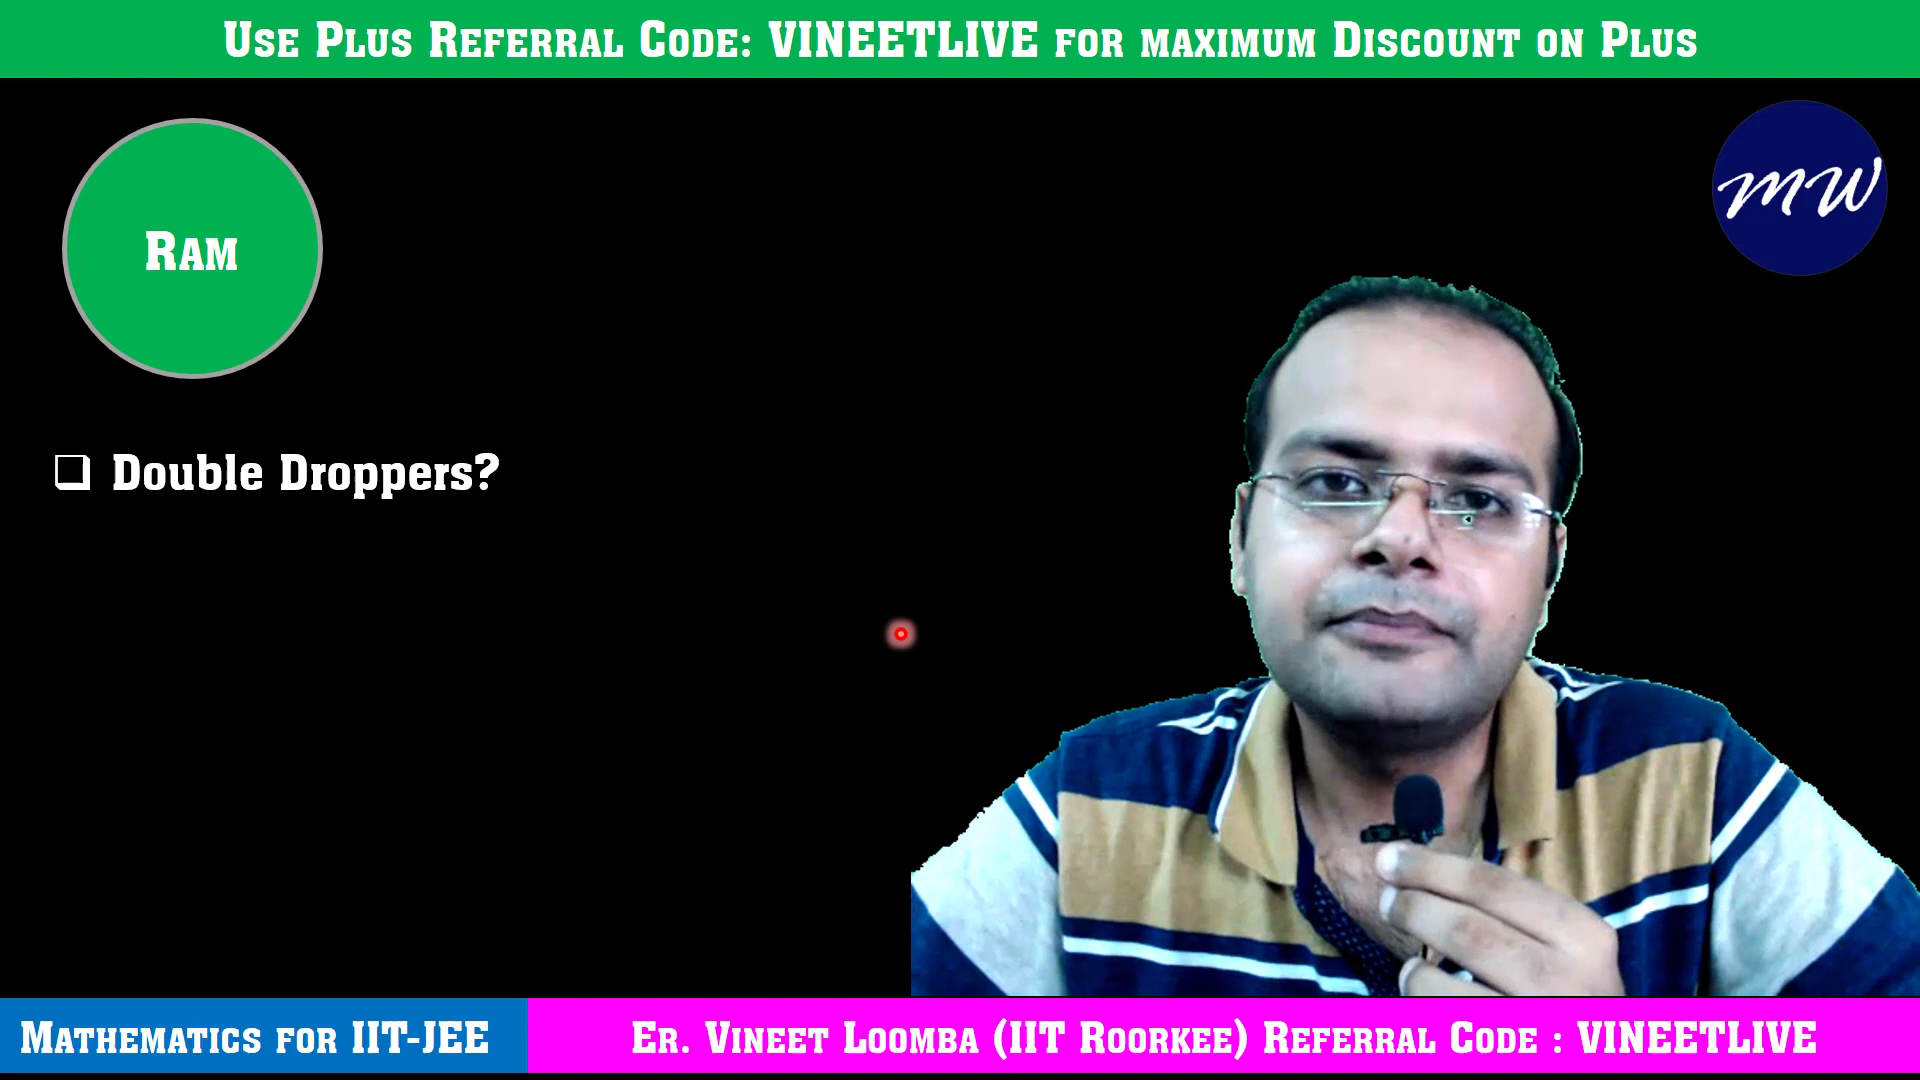 Use Plus Referral Code: VINEETLIVE for maximum Discount on Plus
MW
Ram
Double Droppers?
Mathematics for IIT-JEE
Er. Vineet Loomba (IIT Roorkee) Referral Code : VINEETLIVE